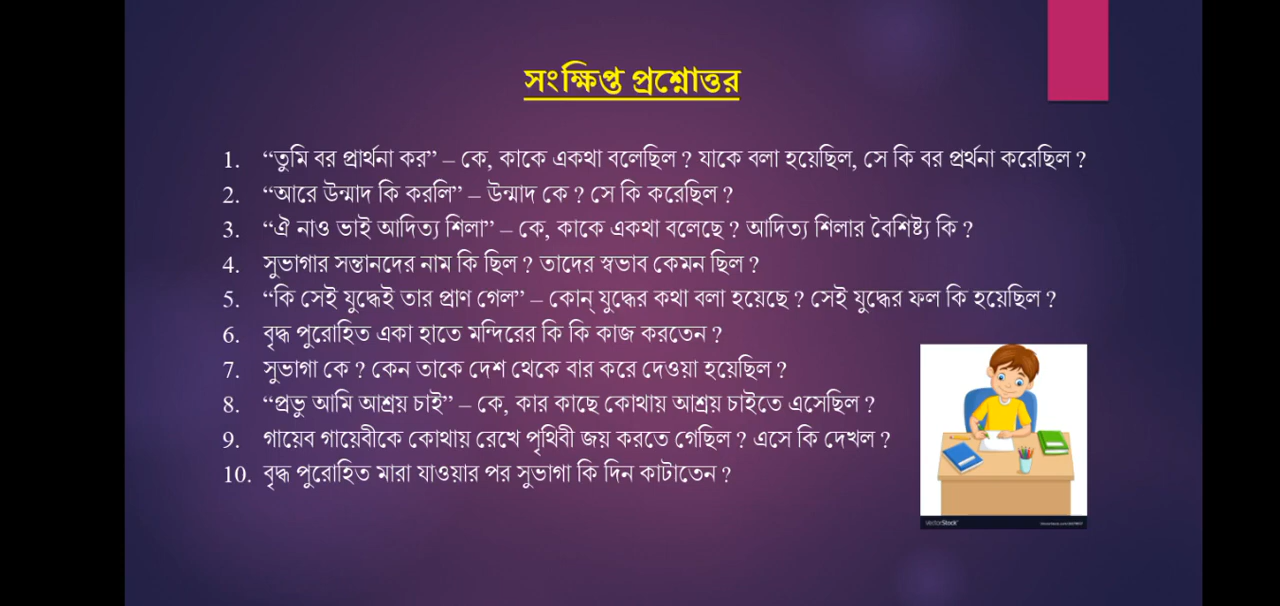 সংক্ষিপ্ত প্রশ্নোত্তর
1. “তুমি বর প্রার্থনা কর” – কে, কাকে একথা বলেছিল ? যাকে বলা হয়েছিল, সে কি বর প্রর্থনা করেছিল ?
2. “আরে উন্মাদ কি করলি” – উন্মাদ কে ? সে কি করেছিল ?
3. “ঐ নাও ভাই আদিত্য শিলা” – কে, কাকে একথা বলেছে ? আদিত্য শিলার বৈশিষ্ট্য কি ?
4. সুভাগার সন্তানদের নাম কি ছিল ? তাদের স্বভাব কেমন ছিল ?
5. “কি সেই যুদ্ধেই তার প্রাণ গেল” – কোন্ যুদ্ধের কথা বলা হয়েছে ? সেই যুদ্ধের ফল কি হয়েছিল ?
6. বৃদ্ধ পুরোহিত একা হাতে মন্দিরের কি কি কাজ করতেন ?
7. সুভাগা কে ? কেন তাকে দেশ থেকে বার করে দেওয়া হয়েছিল ?
8. “প্রভু আমি আশ্রয় চাই” – কে, কার কাছে কোথায় আশ্রয় চাইতে এসেছিল ?
9. গায়েব গায়েবীকে কোথায় রেখে পৃথিবী জয় করতে গেছিল ? এসে কি দেখল ?
10. বৃদ্ধ পুরোহিত মারা যাওয়ার পর সুভাগা কি দিন কাটাতেন ?
VectorStock